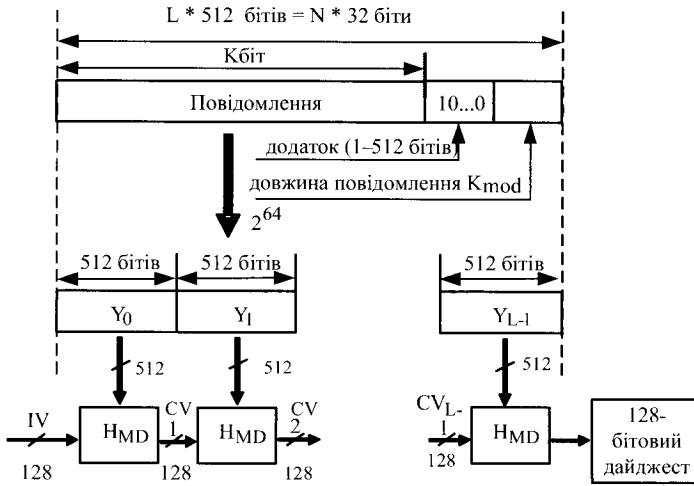 L * 512 бітів = N * 32 біти
Kбіт
Повідомлення
10...0
додаток (1–512 бітів)
довжина повідомлення Kmod
2^64
512 бітів
512 бітів
512 бітів
Y0
Y1
YL-1
512
512
512
IV
128
HMD
CV
1
128
HMD
CV
2
128
CVL-
1
128
HMD
128-
бітовий
дайджест